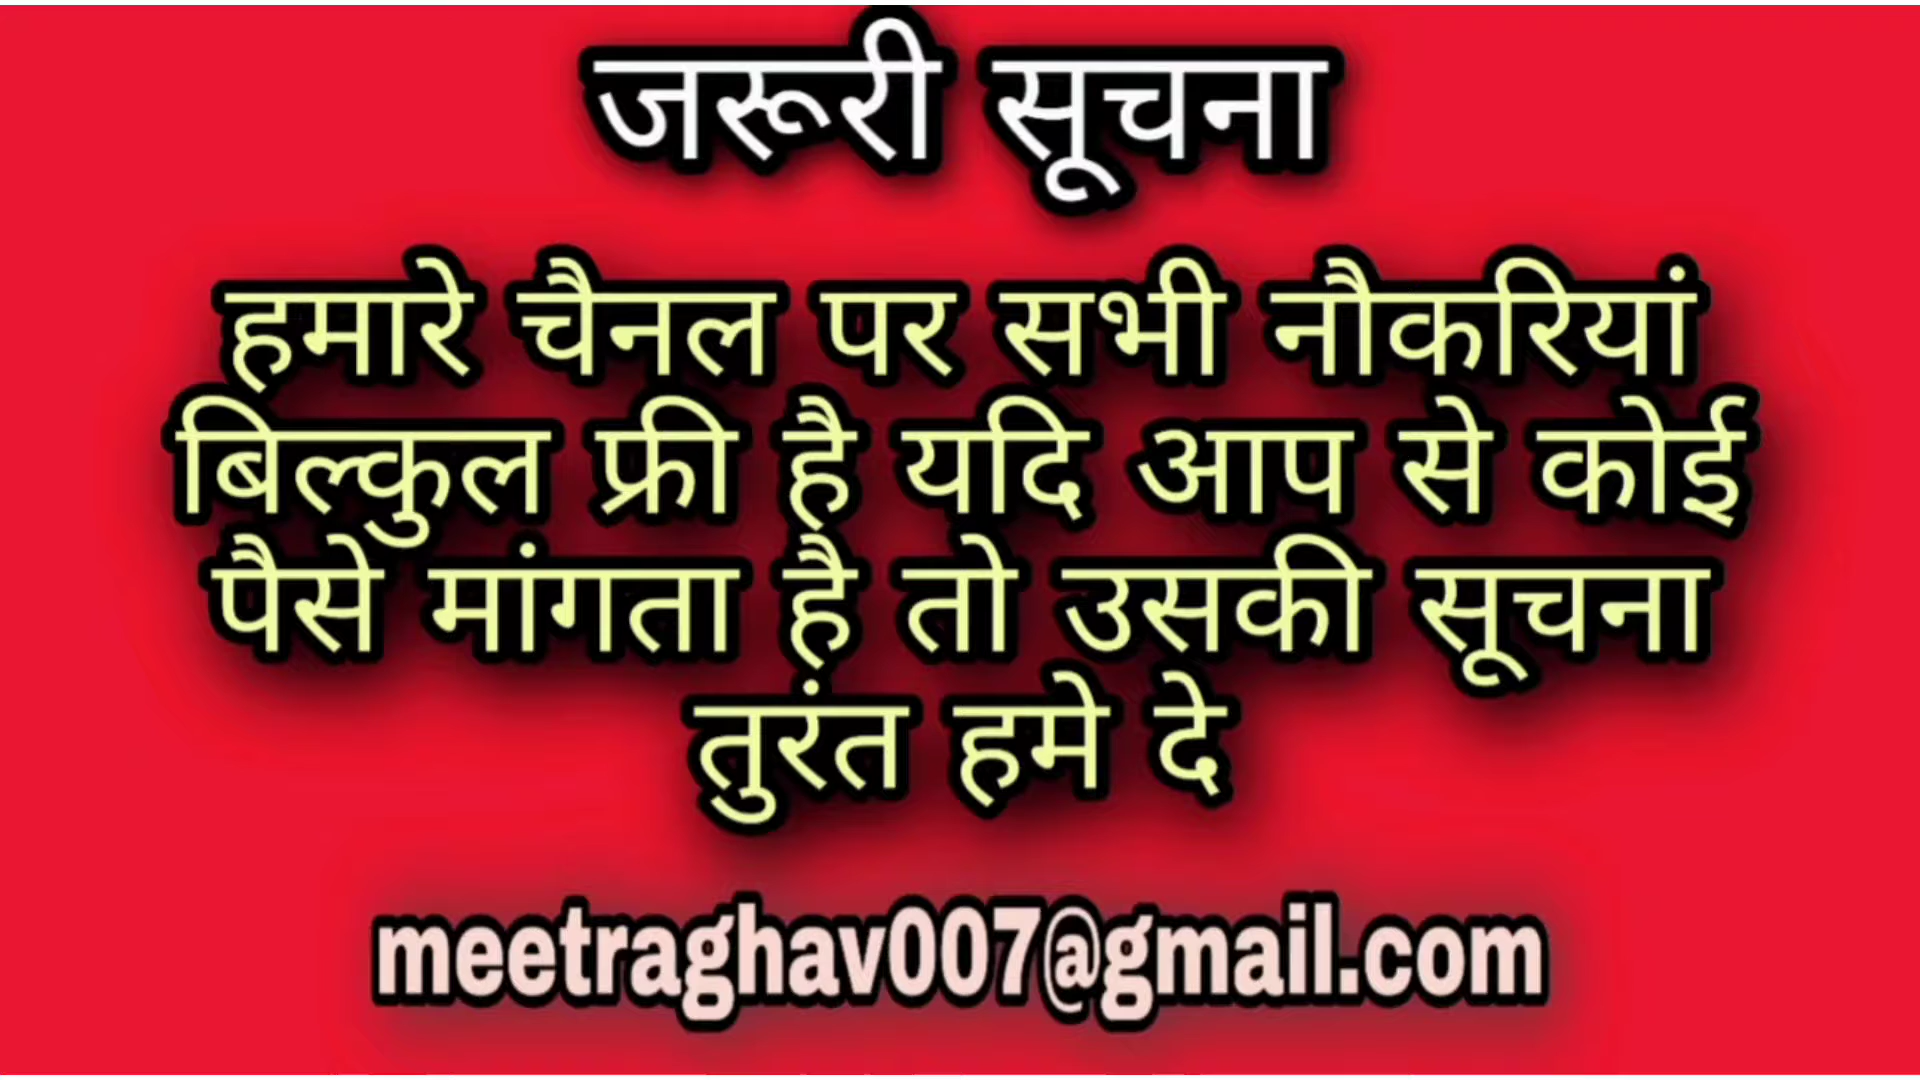 जरूरी सूचना
हमारे चैनल पर सभी नौकरियां
बिल्कुल फ्री है यदि आप से कोई
पैसे मांगता है तो उसकी सूचना
तुरंत हमे दे
meetraghav007@gmail.com